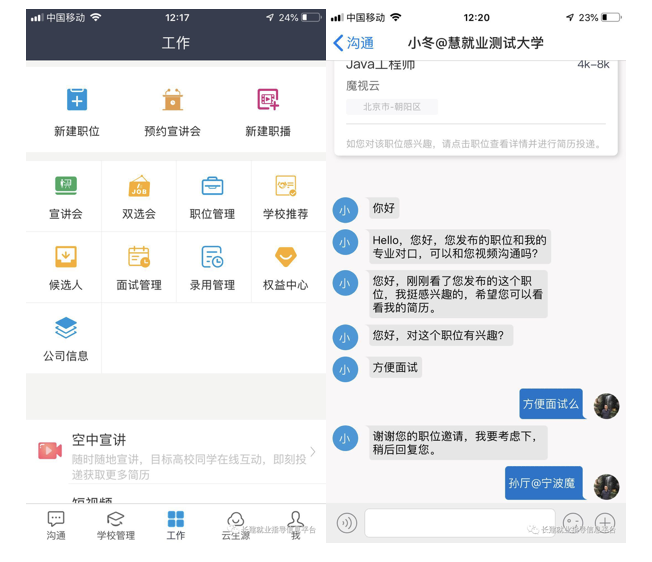 中国移动
12:17
24%
工作
新建职位
预约宣讲会
新建职播
宣讲会
双选会
职位管理
学校推荐
候选人
面试管理
录用管理
权益中心
公司信息
空中宣讲
随时随地宣讲，目标高校同学在线互动，即刻投
递获取更多简历
短视频
沟通
学校管理
工作
云生源
我
长翔就业指导信息平台
中国移动
12:20
23%
沟通
小冬@慧就业测试大学
Java工程师
4k-8k
魔视云
北京市-朝阳区
如您对该职位感兴趣，请点击职位查看详情并进行简历投递。
小
你好
小
Hello，您好，您发布的职位和我的
专业对口，可以和您视频沟通吗？
小
您好，刚刚看了您发布的这个职
位，我挺感兴趣的，希望您可以看
看我的简历。
小
您好，对这个职位有兴趣？
小
方便面试
方便面试么
小
谢谢您的职位邀请，我要考虑下，
稍后回复您。
孙厅@宁波魔
长翔就业指导信息平台